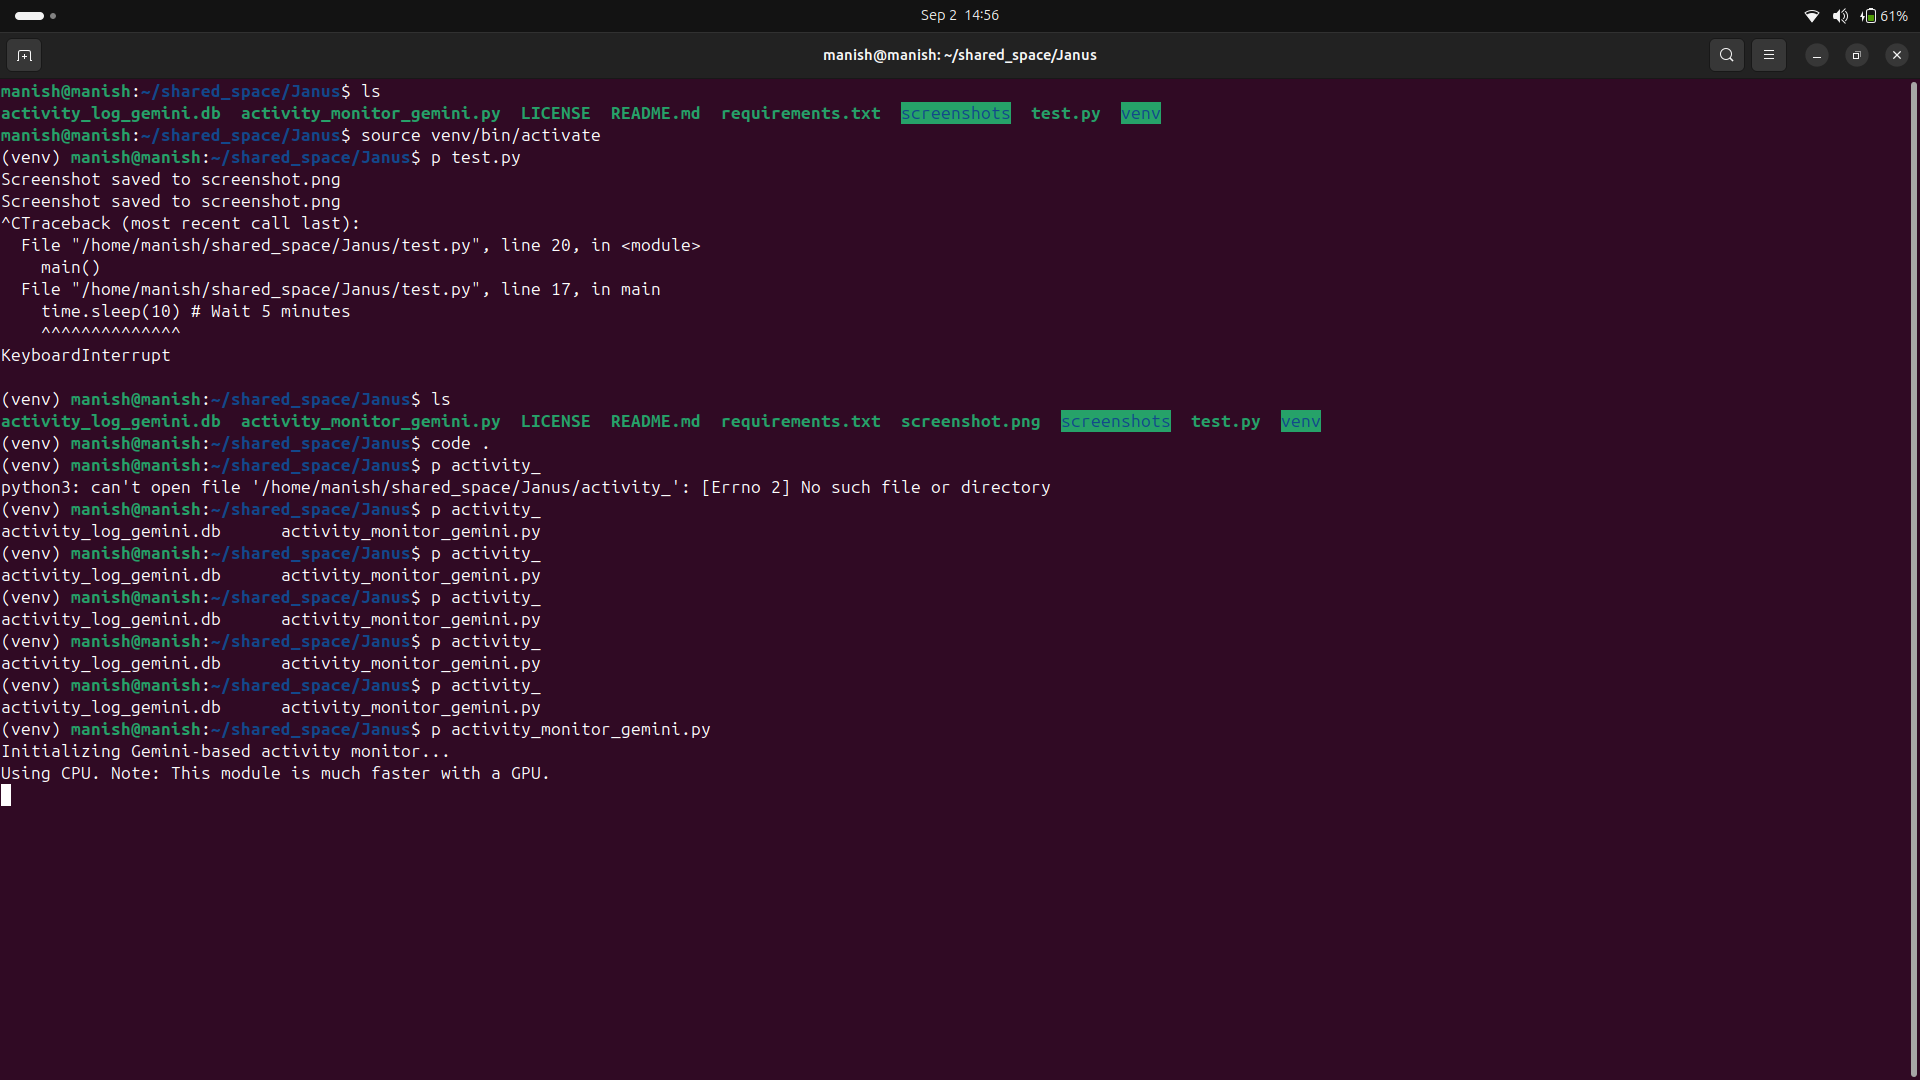 Sep 2 14:56
61%
manish@manish: ~/shared_space/Janus
manish@manish:~/shared_space/Janus$ ls
activity_log_gemini.db  activity_monitor_gemini.py  LICENSE  README.md  requirements.txt  screenshots  test.py  venv
manish@manish:~/shared_space/Janus$ source venv/bin/activate
(venv) manish@manish:~/shared_space/Janus$ p test.py
Screenshot saved to screenshot.png
Screenshot saved to screenshot.png
^CTraceback (most recent call last):
  File "/home/manish/shared_space/Janus/test.py", line 20, in <module>
    main()
  File "/home/manish/shared_space/Janus/test.py", line 17, in main
    time.sleep(10) # Wait 5 minutes
    ^^^^^^^^^^^^^^
KeyboardInterrupt
(venv) manish@manish:~/shared_space/Janus$ ls
activity_log_gemini.db  activity_monitor_gemini.py  LICENSE  README.md  requirements.txt  screenshot.png  screenshots  test.py  venv
(venv) manish@manish:~/shared_space/Janus$ code .
(venv) manish@manish:~/shared_space/Janus$ p activity_
python3: can't open file '/home/manish/shared_space/Janus/activity_': [Errno 2] No such file or directory
(venv) manish@manish:~/shared_space/Janus$ p activity_
activity_log_gemini.db      activity_monitor_gemini.py
(venv) manish@manish:~/shared_space/Janus$ p activity_
activity_log_gemini.db      activity_monitor_gemini.py
(venv) manish@manish:~/shared_space/Janus$ p activity_
activity_log_gemini.db      activity_monitor_gemini.py
(venv) manish@manish:~/shared_space/Janus$ p activity_
activity_log_gemini.db      activity_monitor_gemini.py
(venv) manish@manish:~/shared_space/Janus$ p activity_
activity_log_gemini.db      activity_monitor_gemini.py
(venv) manish@manish:~/shared_space/Janus$ p activity_monitor_gemini.py
Initializing Gemini-based activity monitor...
Using CPU. Note: This module is much faster with a GPU.